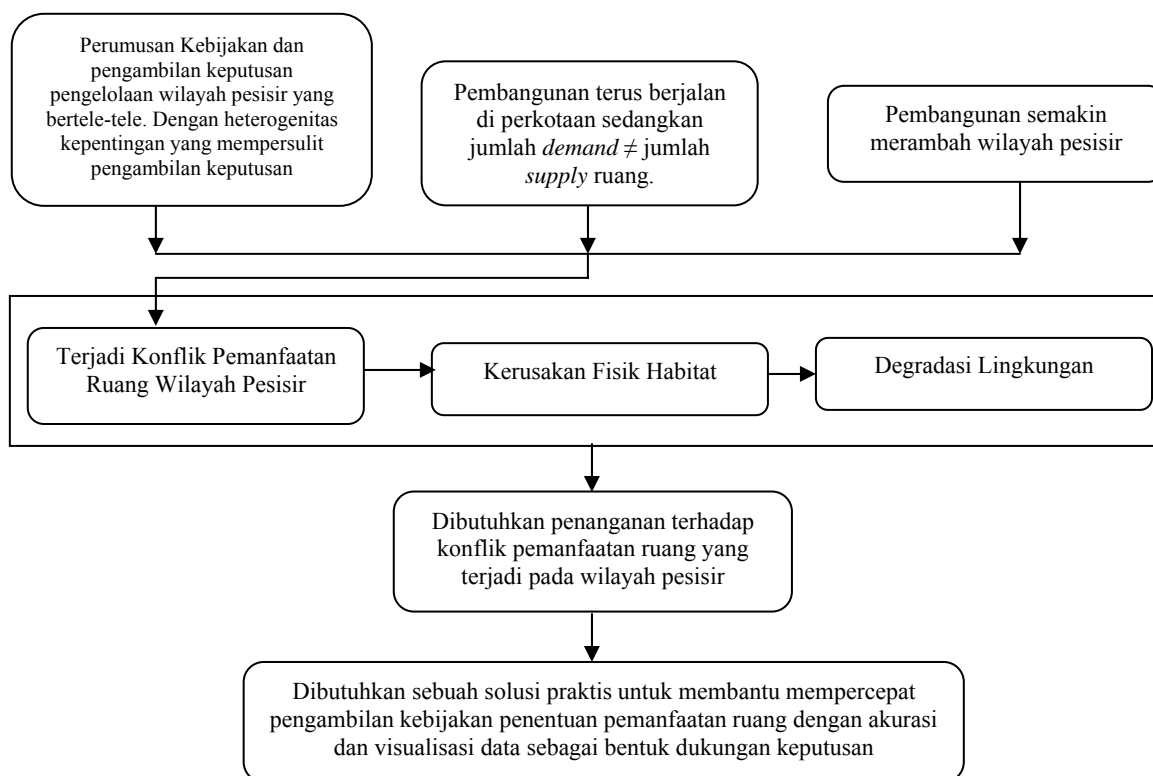 Perumusan Kebijakan dan
pengambilan keputusan
pengelolaan wilayah pesisir yang
bertele-tele. Dengan heterogenitas
kepentingan yang mempersulit
pengambilan keputusan
Pembangunan terus berjalan
di perkotaan sedangkan
jumlah demand ≠ jumlah
supply ruang.
Pembangunan semakin
merambah wilayah pesisir
Terjadi Konflik Pemanfaatan
Ruang Wilayah Pesisir
Kerusakan Fisik Habitat
Degradasi Lingkungan
Dibutuhkan penanganan terhadap
konflik pemanfaatan ruang yang
terjadi pada wilayah pesisir
Dibutuhkan sebuah solusi praktis untuk membantu mempercepat
pengambilan kebijakan penentuan pemanfaatan ruang dengan akurasi
dan visualisasi data sebagai bentuk dukungan keputusan